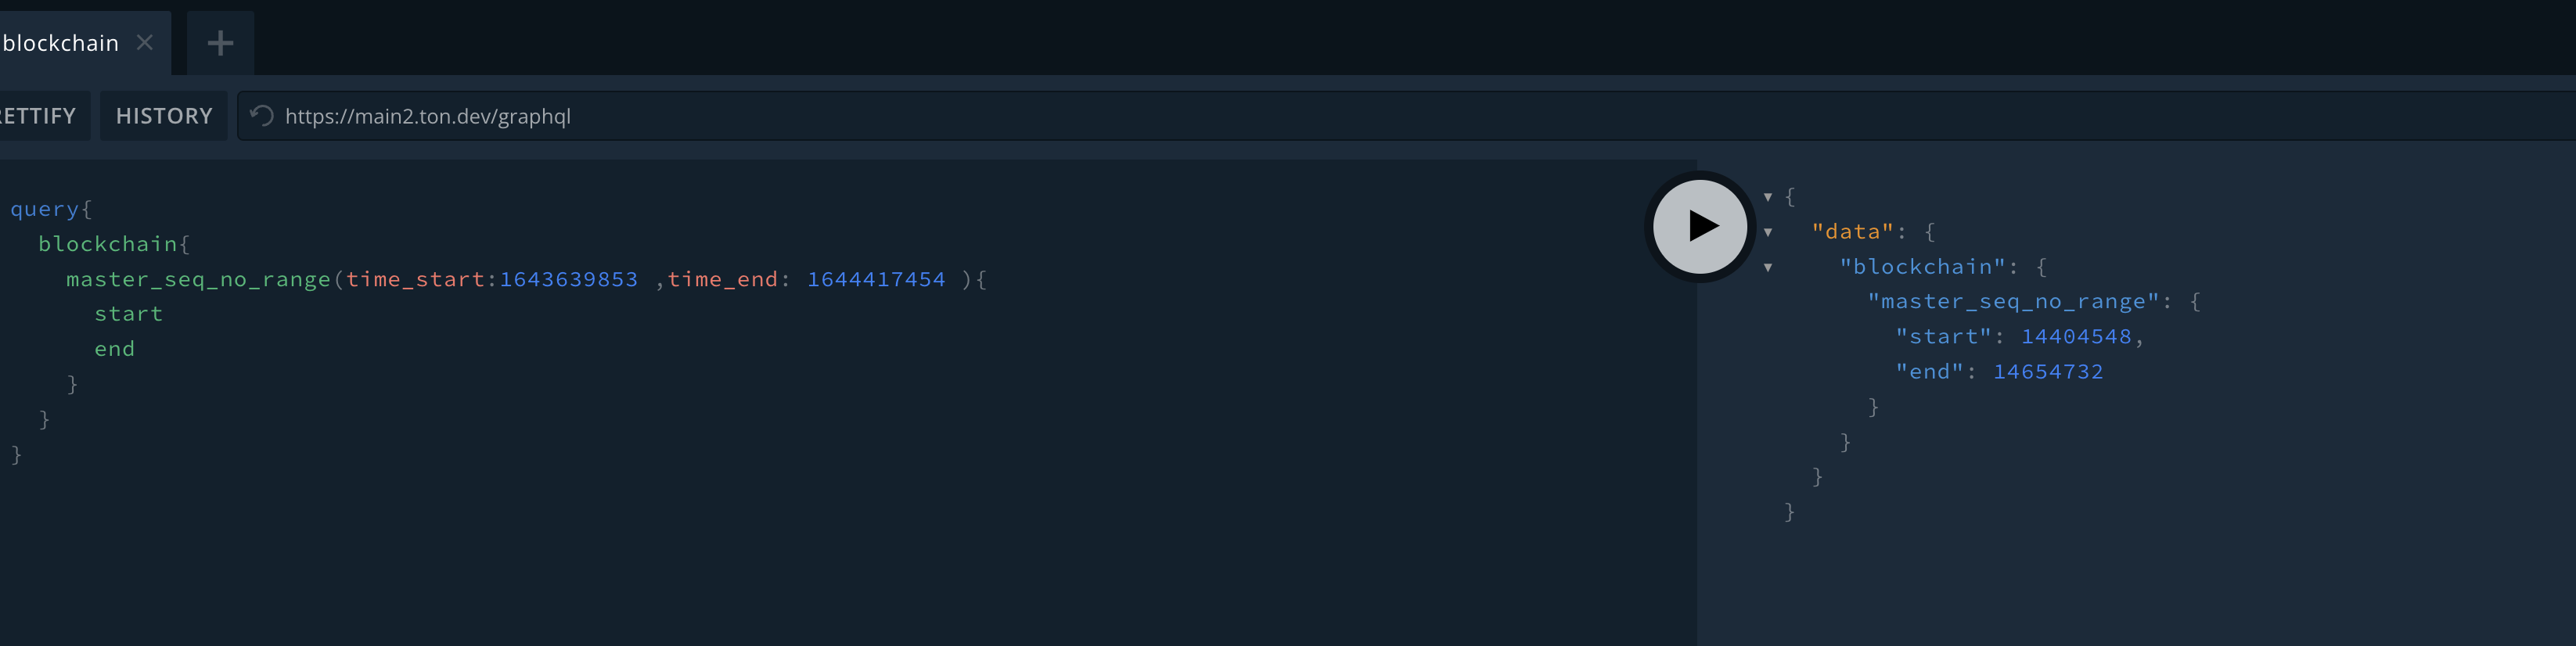 blockchain
ETTIFY HISTORY https://main2.ton.dev/graphql
query{
blockchain{
master_seq_no_range(time_start:1643639853 ,time_end: 1644417454 ){
start
end
}
}
}
{
"data": {
"blockchain": {
"master_seq_no_range": {
"start": 14404548,
"end": 14654732
}
}
}
}